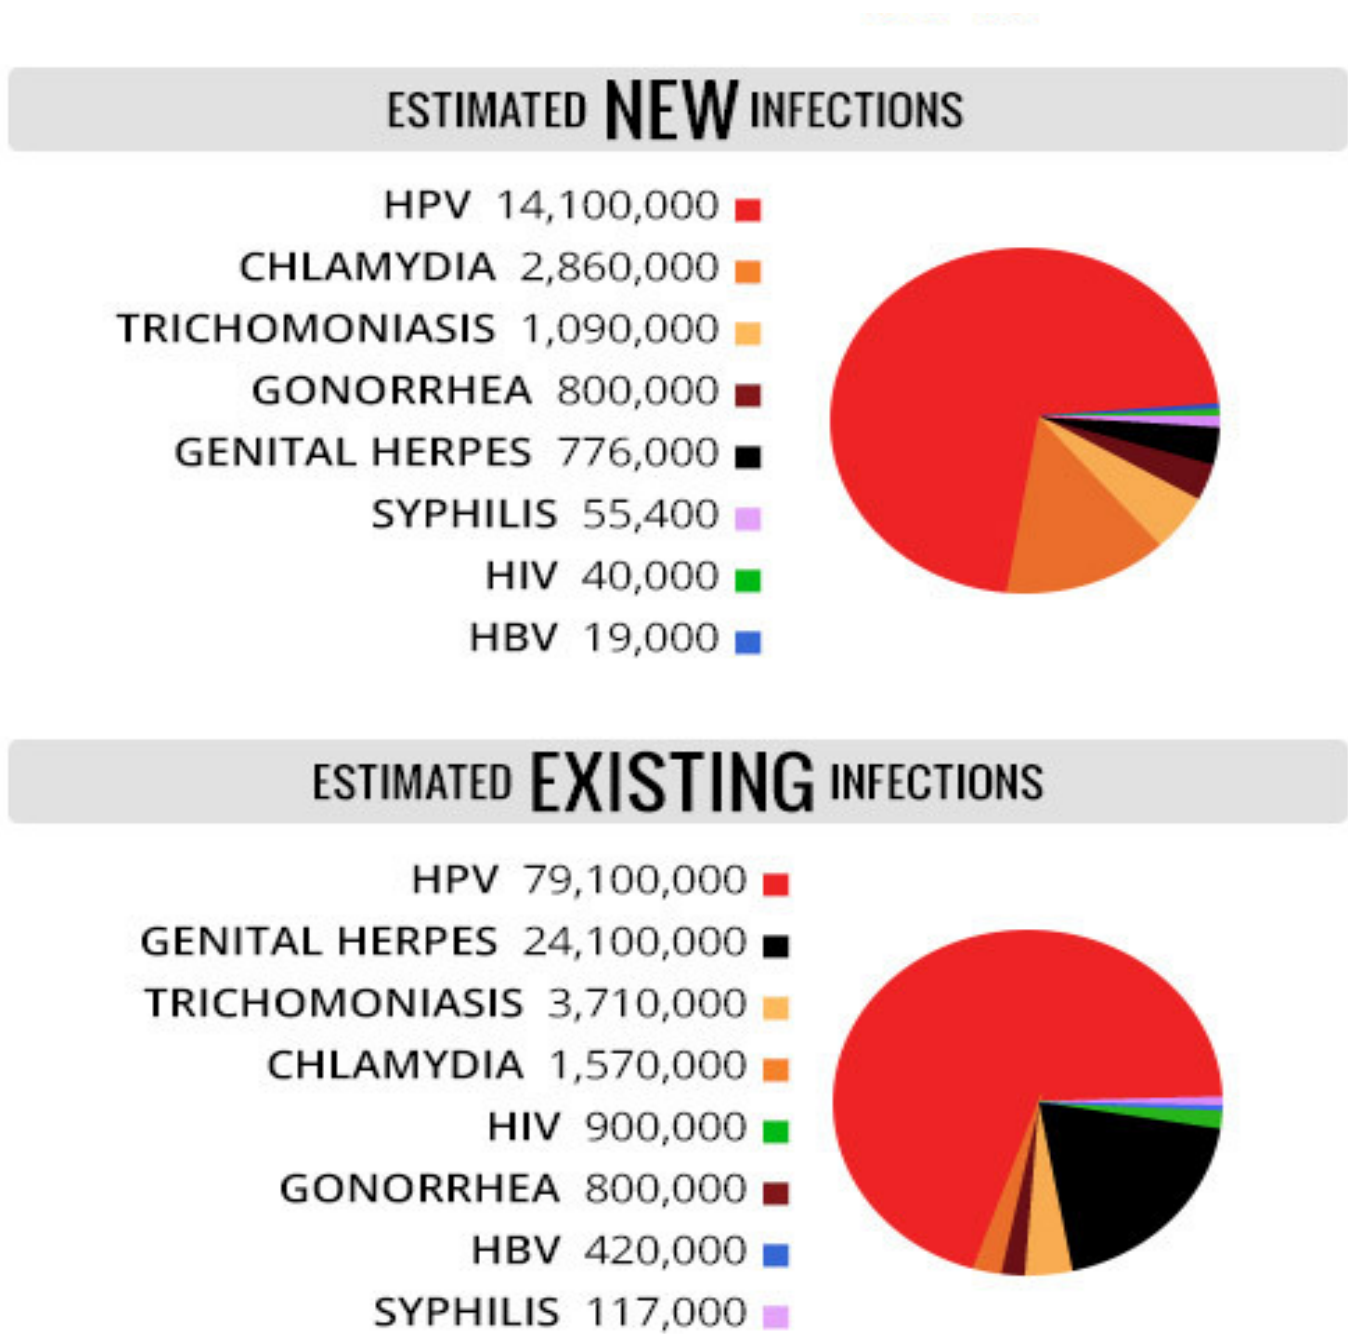 ESTIMATED NEW INFECTIONS
HPV 14,100,000
CHLAMYDIA 2,860,000
TRICHOMONIASIS 1,090,000
GONORRHEA 800,000
GENITAL HERPES 776,000
SYPHILIS 55,400
HIV 40,000
HBV 19,000
ESTIMATED EXISTING INFECTIONS
HPV 79,100,000
GENITAL HERPES 24,100,000
TRICHOMONIASIS 3,710,000
CHLAMYDIA 1,570,000
HIV 900,000
GONORRHEA 800,000
HBV 420,000
SYPHILIS 117,000